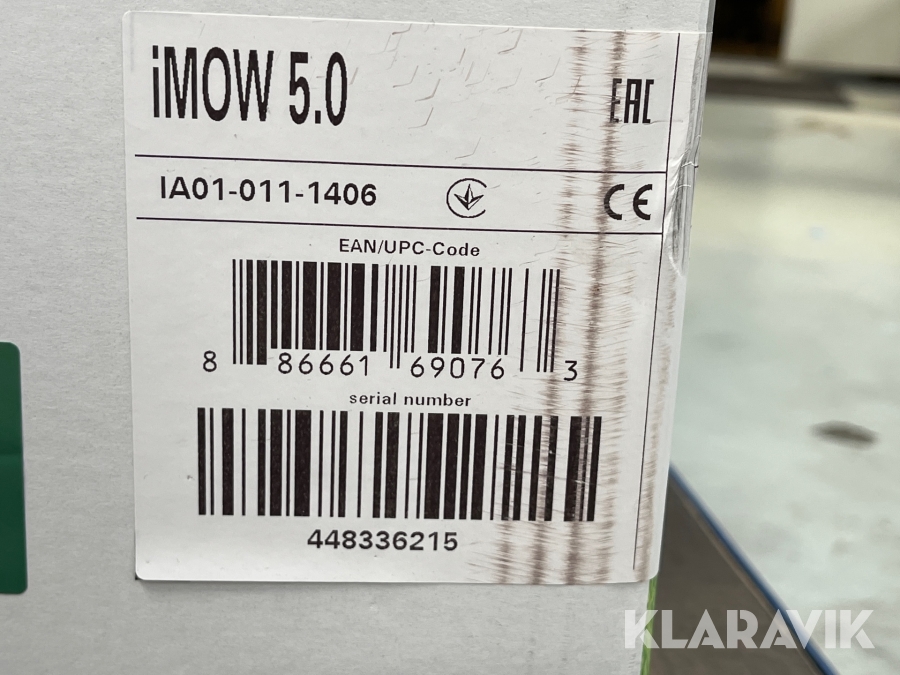 iMOW 5.0
EAC
IA01-011-1406
CE
EAN/UPC-Code
8 86661 69076 3
serial number
448336215
KLARAVIK